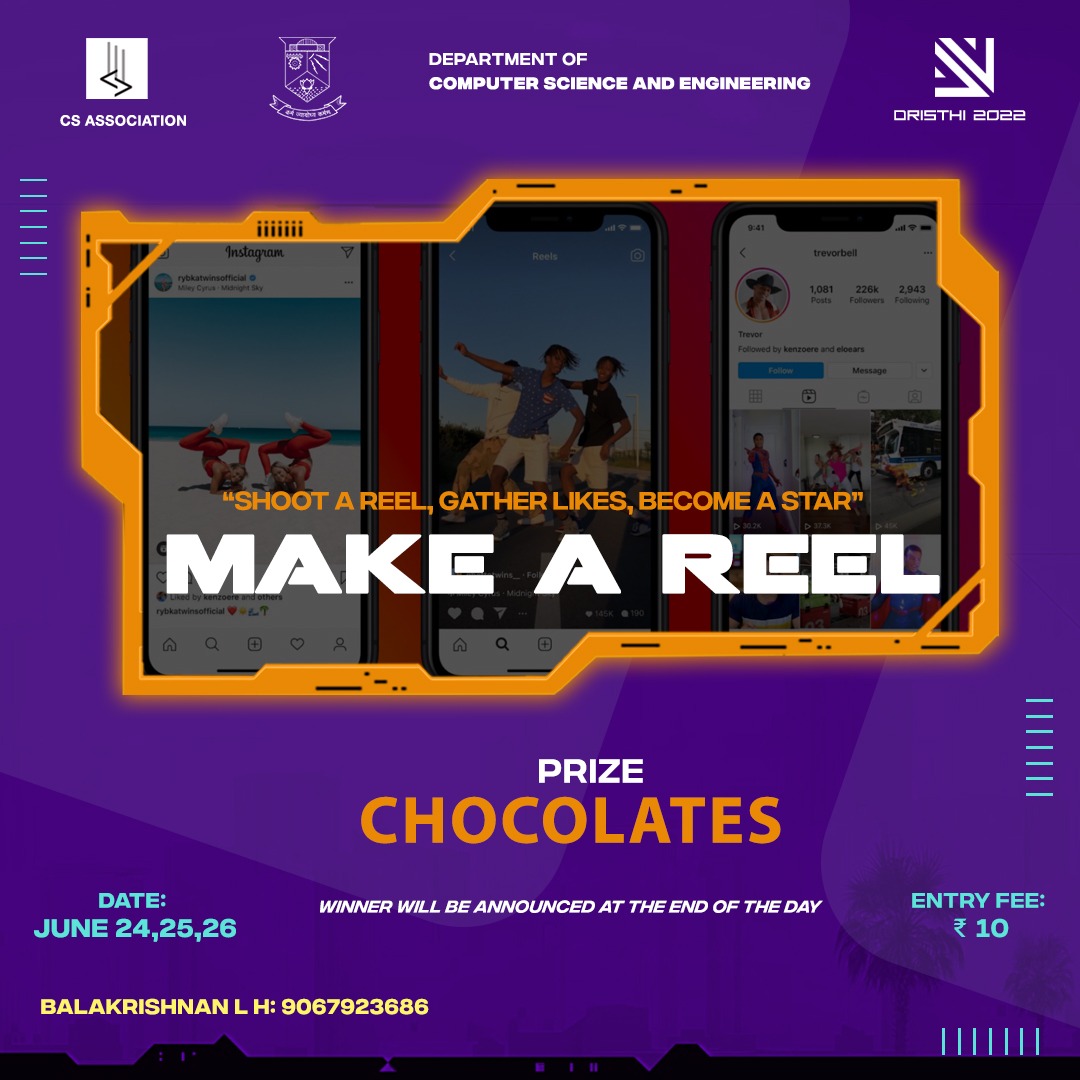 CS ASSOCIATION
कर्म ज्यायो ह्यकर्मणः
DEPARTMENT OF
COMPUTER SCIENCE AND ENGINEERING
DRISTHI 2022
Instagram
rybkatwinsofficial
Miley Cyrus · Midnight Sky
Liked by kenzoere and others
rybkatwinsofficial
Reels
145K
190
9:41
trevorbell
1,081 226k 2,943
Posts Followers Following
Trevor
Followed by kenzoere and eloears
Follow Message
30.2K 37.3K 45K
“SHOOT A REEL, GATHER LIKES, BECOME A STAR”
MAKE A REEL
PRIZE
CHOCOLATES
WINNER WILL BE ANNOUNCED AT THE END OF THE DAY
DATE:
JUNE 24,25,26
ENTRY FEE:
₹ 10
BALAKRISHNAN L H: 9067923686